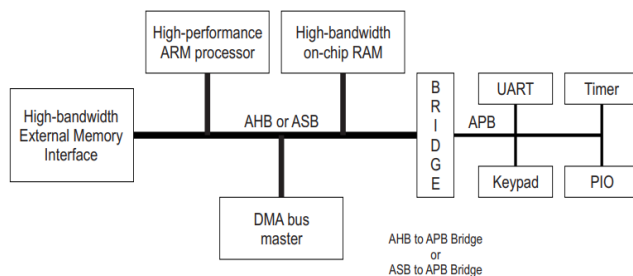 High-performance
ARM processor
High-bandwidth
on-chip RAM
High-bandwidth
External Memory
Interface
AHB or ASB
B
R
I
D
G
E
APB
UART
Timer
Keypad
PIO
DMA bus
master
AHB to APB Bridge
or
ASB to APB Bridge